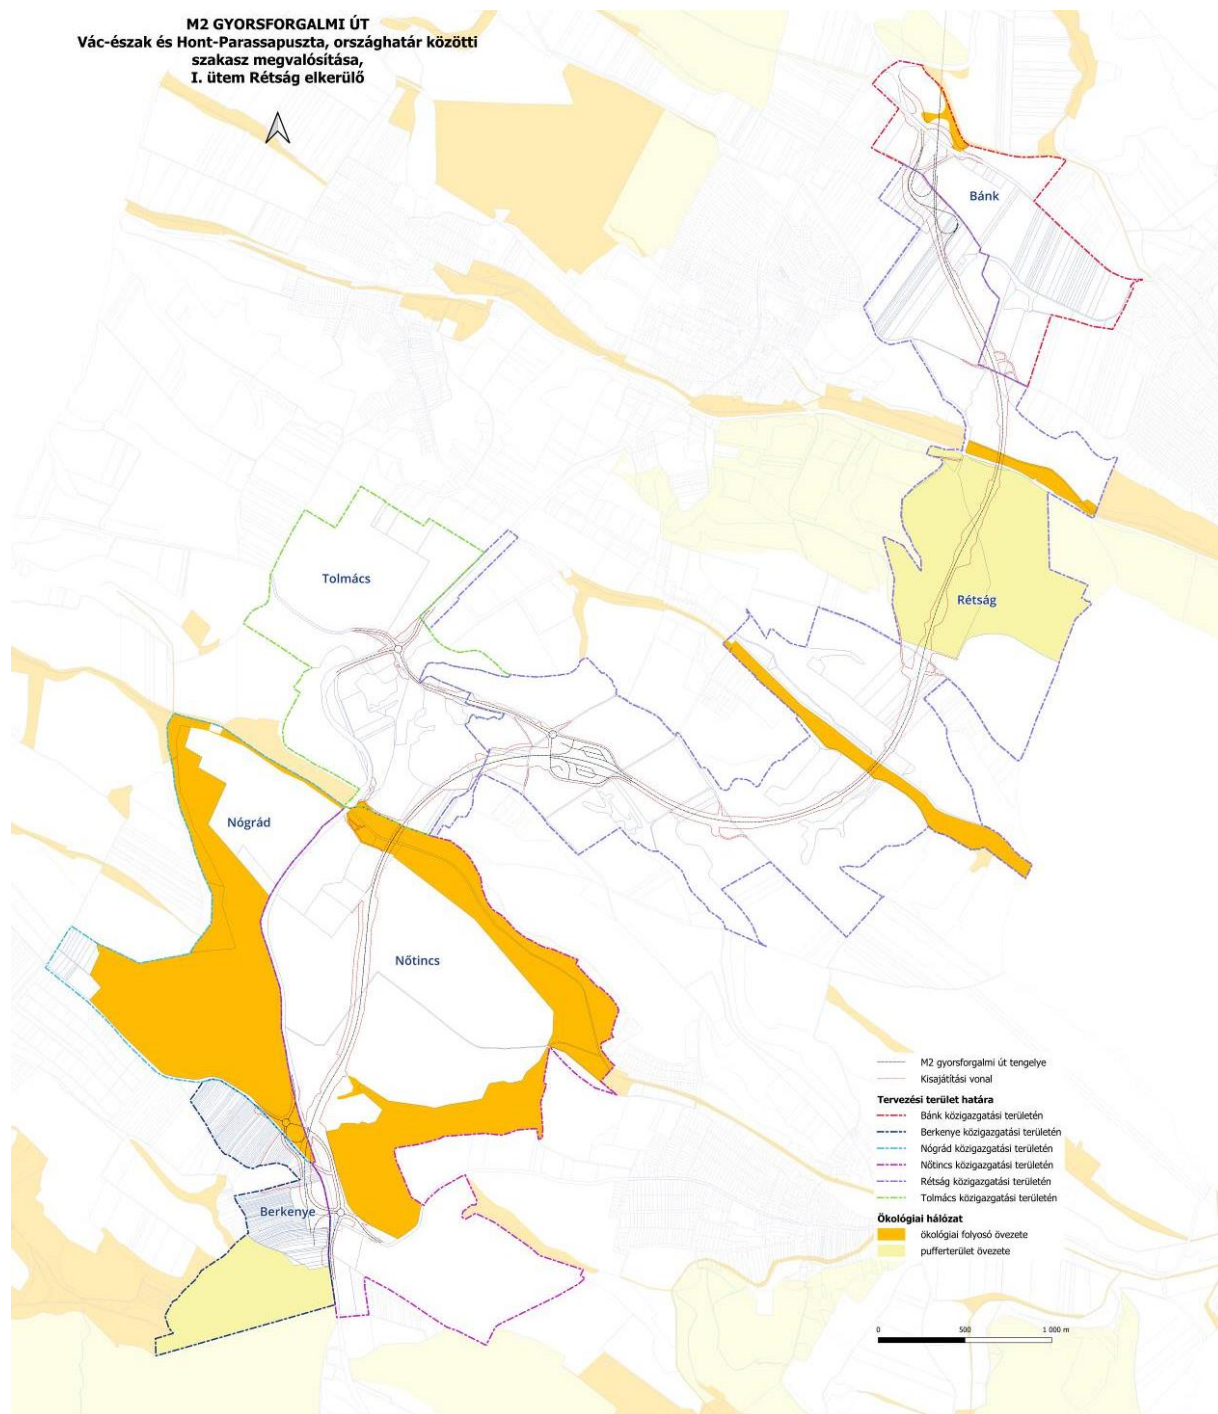 M2 GYORSFORGALMI ÚT
Vác-észak és Hont-Parassapuszta, országhatár közötti
szakasz megvalósítása,
I. ütem Rétság elkerülő
Bánk
Tolmács
Rétság
Nógrád
Nőtincs
Berkenye
M2 gyorsforgalmi út tengelye
Kisajátítási vonal
Tervezési terület határa
Bánk közigazgatási területén
Berkenye közigazgatási területén
Nógrád közigazgatási területén
Nőtincs közigazgatási területén
Rétság közigazgatási területén
Tolmács közigazgatási területén
Ökológiai hálózat
ökológiai folyosó övezete
pufferterület övezete
0 500 1 000 m